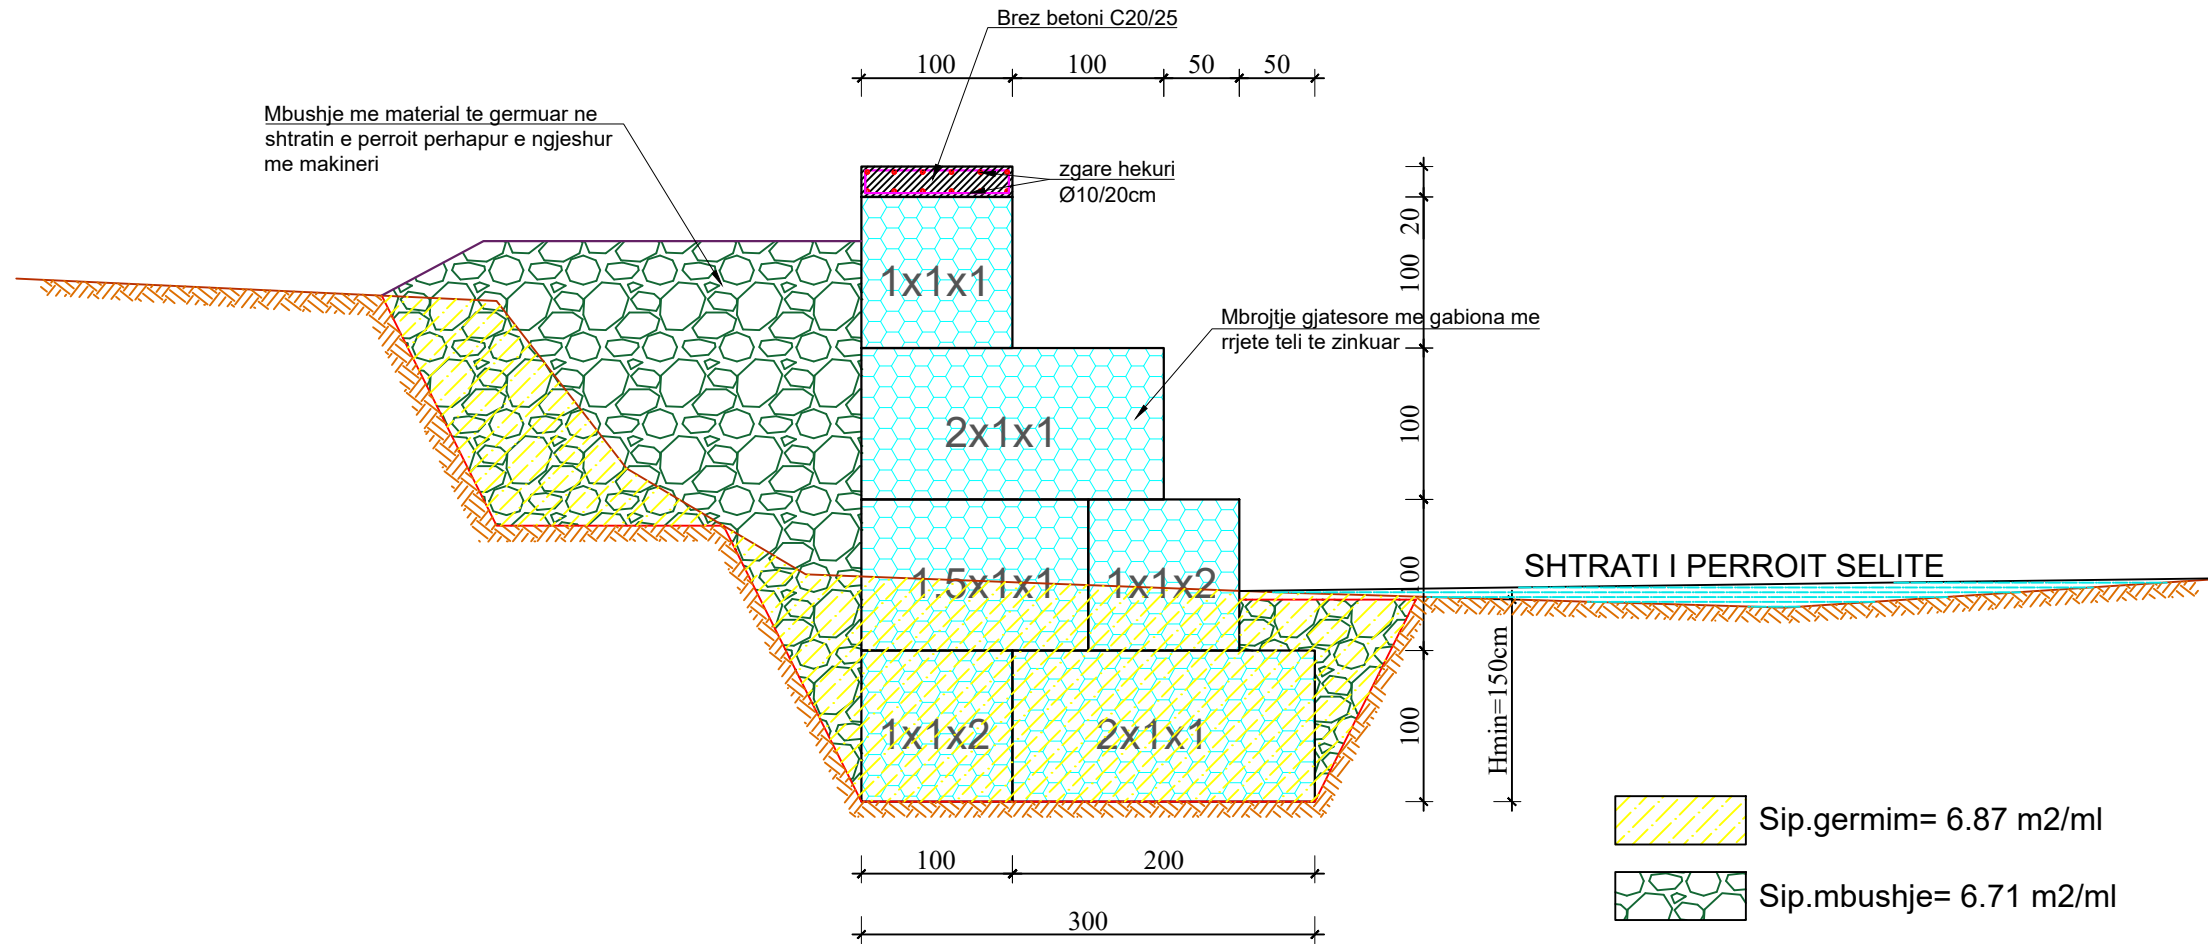 Brez betoni C20/25
100 100 50 50
Mbushje me material te germuar ne
shtratin e perroit perhapur e ngjeshur
me makineri
zgare hekuri
Ø10/20cm
20
100
1x1x1
Mbrojtje gjatesore me gabiona me
rrjete teli te zinkuar
100
2x1x1
SHTRATI I PERROIT SELITE
100
1.5x1x1 1x1x2
Hmin=150cm
100
1x1x2 2x1x1
Sip.germim= 6.87 m2/ml
100 200
Sip.mbushje= 6.71 m2/ml
300